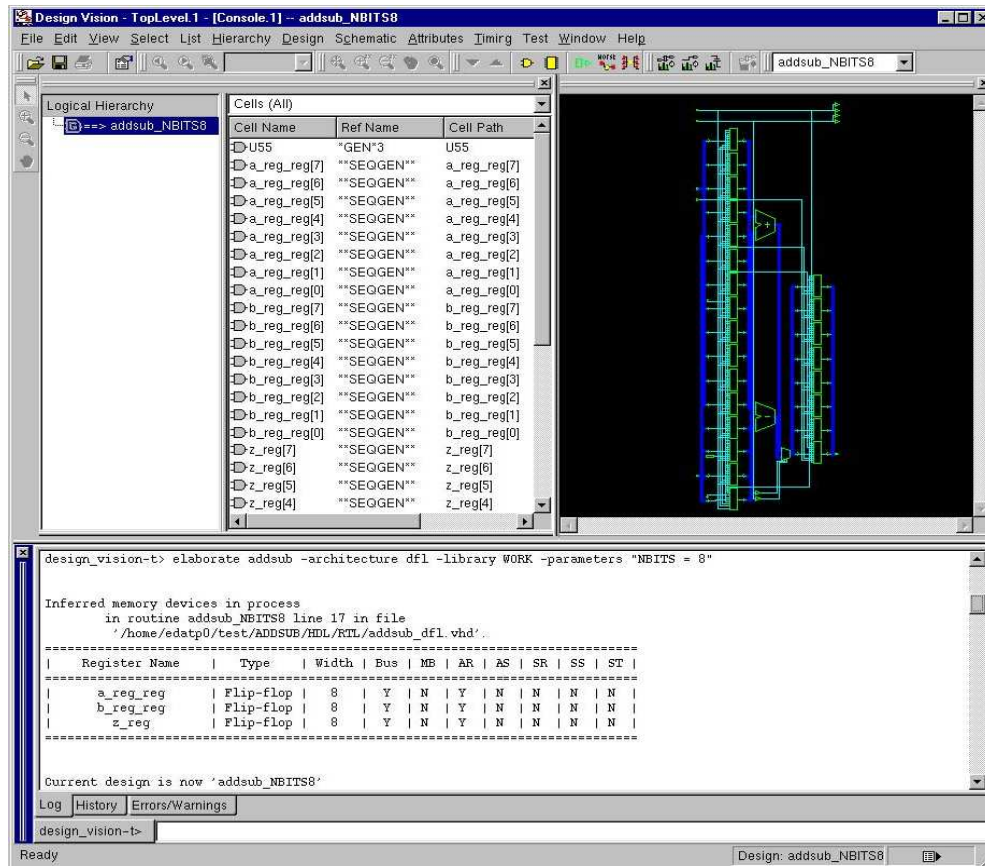 Design Vision - TopLevel.1 - [Console.1] -- addsub_NBITS8
File Edit View Select List Hierarchy Design Schematic Attributes Timing Test Window Help
addsub_NBITS8
Logical Hierarchy
==> addsub_NBITS8
Cells (All)
Cell Name Ref Name Cell Path
U55 *GEN*3 U55
a_reg_reg[7] **SEQGEN** a_reg_reg[7]
a_reg_reg[6] **SEQGEN** a_reg_reg[6]
a_reg_reg[5] **SEQGEN** a_reg_reg[5]
a_reg_reg[4] **SEQGEN** a_reg_reg[4]
a_reg_reg[3] **SEQGEN** a_reg_reg[3]
a_reg_reg[2] **SEQGEN** a_reg_reg[2]
a_reg_reg[1] **SEQGEN** a_reg_reg[1]
a_reg_reg[0] **SEQGEN** a_reg_reg[0]
b_reg_reg[7] **SEQGEN** b_reg_reg[7]
b_reg_reg[6] **SEQGEN** b_reg_reg[6]
b_reg_reg[5] **SEQGEN** b_reg_reg[5]
b_reg_reg[4] **SEQGEN** b_reg_reg[4]
b_reg_reg[3] **SEQGEN** b_reg_reg[3]
b_reg_reg[2] **SEQGEN** b_reg_reg[2]
b_reg_reg[1] **SEQGEN** b_reg_reg[1]
b_reg_reg[0] **SEQGEN** b_reg_reg[0]
z_reg[7] **SEQGEN** z_reg[7]
z_reg[6] **SEQGEN** z_reg[6]
z_reg[5] **SEQGEN** z_reg[5]
z_reg[4] **SEQGEN** z_reg[4]
design_vision-t> elaborate addsub -architecture dfl -library WORK -parameters "NBITS = 8"
Inferred memory devices in process
in routine addsub_NBITS8 line 17 in file
'/home/edatp0/test/ADDSUB/HDL/RTL/addsub_dfl.vhd'.
===============================================================================
| Register Name | Type | Width | Bus | MB | AR | AS | SR | SS | ST |
===============================================================================
| a_reg_reg | Flip-flop | 8 | Y | N | Y | N | N | N | N |
| b_reg_reg | Flip-flop | 8 | Y | N | Y | N | N | N | N |
| z_reg | Flip-flop | 8 | Y | N | Y | N | N | N | N |
===============================================================================
Current design is now 'addsub_NBITS8'
Log History Errors/Warnings
design_vision-t>
Ready Design: addsub_NBITS8